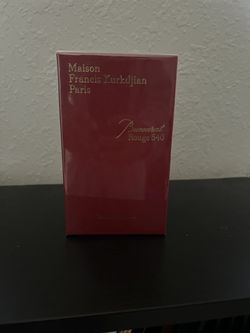 Maison
Francis Kurkdjian
Paris
Baccarat
Rouge 540